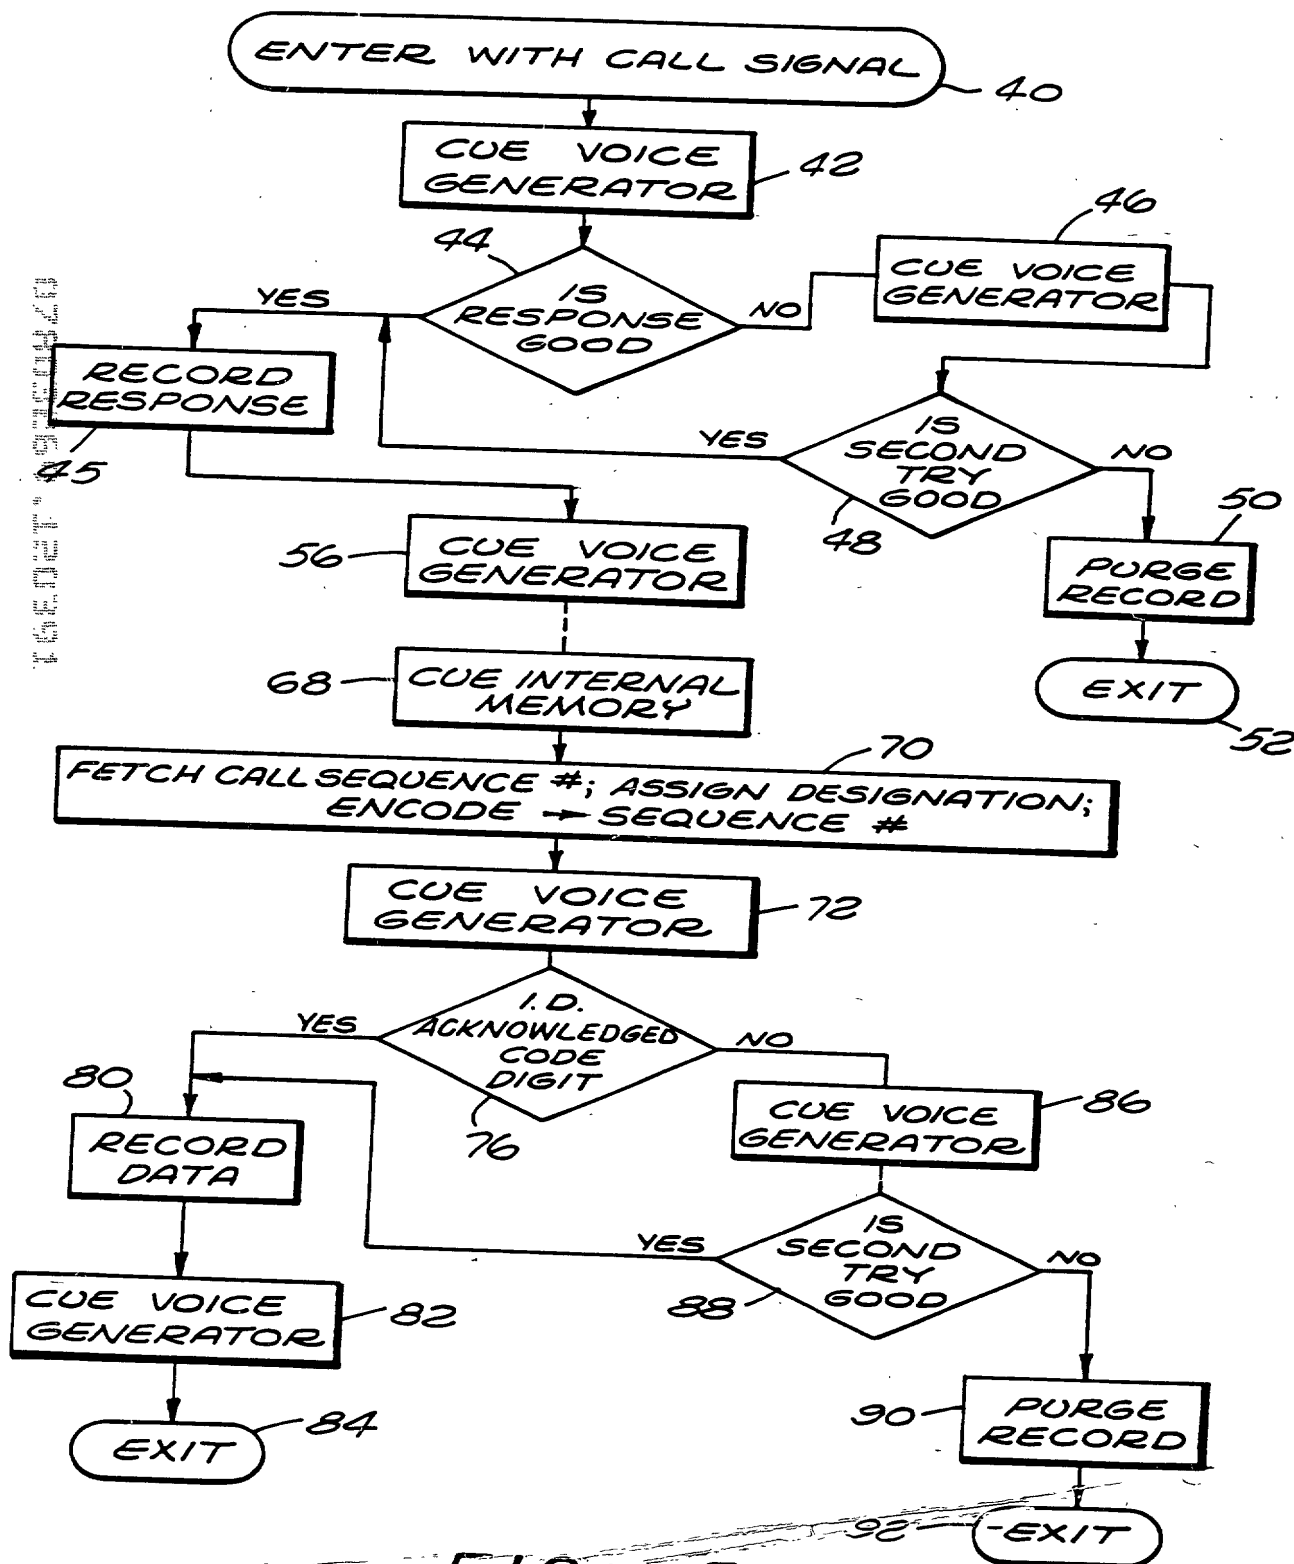 ENTER WITH CALL SIGNAL
40
CUE VOICE
GENERATOR
42
44
IS
RESPONSE
GOOD
YES
NO
46
CUE VOICE
GENERATOR
RECORD
RESPONSE
45
IS
SECOND
TRY
GOOD
YES
NO
48
50
PURGE
RECORD
EXIT
52
56
CUE VOICE
GENERATOR
68
CUE INTERNAL
MEMORY
70
FETCH CALL SEQUENCE #; ASSIGN DESIGNATION;
ENCODE → SEQUENCE #
CUE VOICE
GENERATOR
72
I.D.
ACKNOWLEDGED
CODE
DIGIT
YES
NO
76
80
RECORD
DATA
CUE VOICE
GENERATOR
86
IS
SECOND
TRY
GOOD
YES
NO
88
CUE VOICE
GENERATOR
82
EXIT
84
90
PURGE
RECORD
92
EXIT